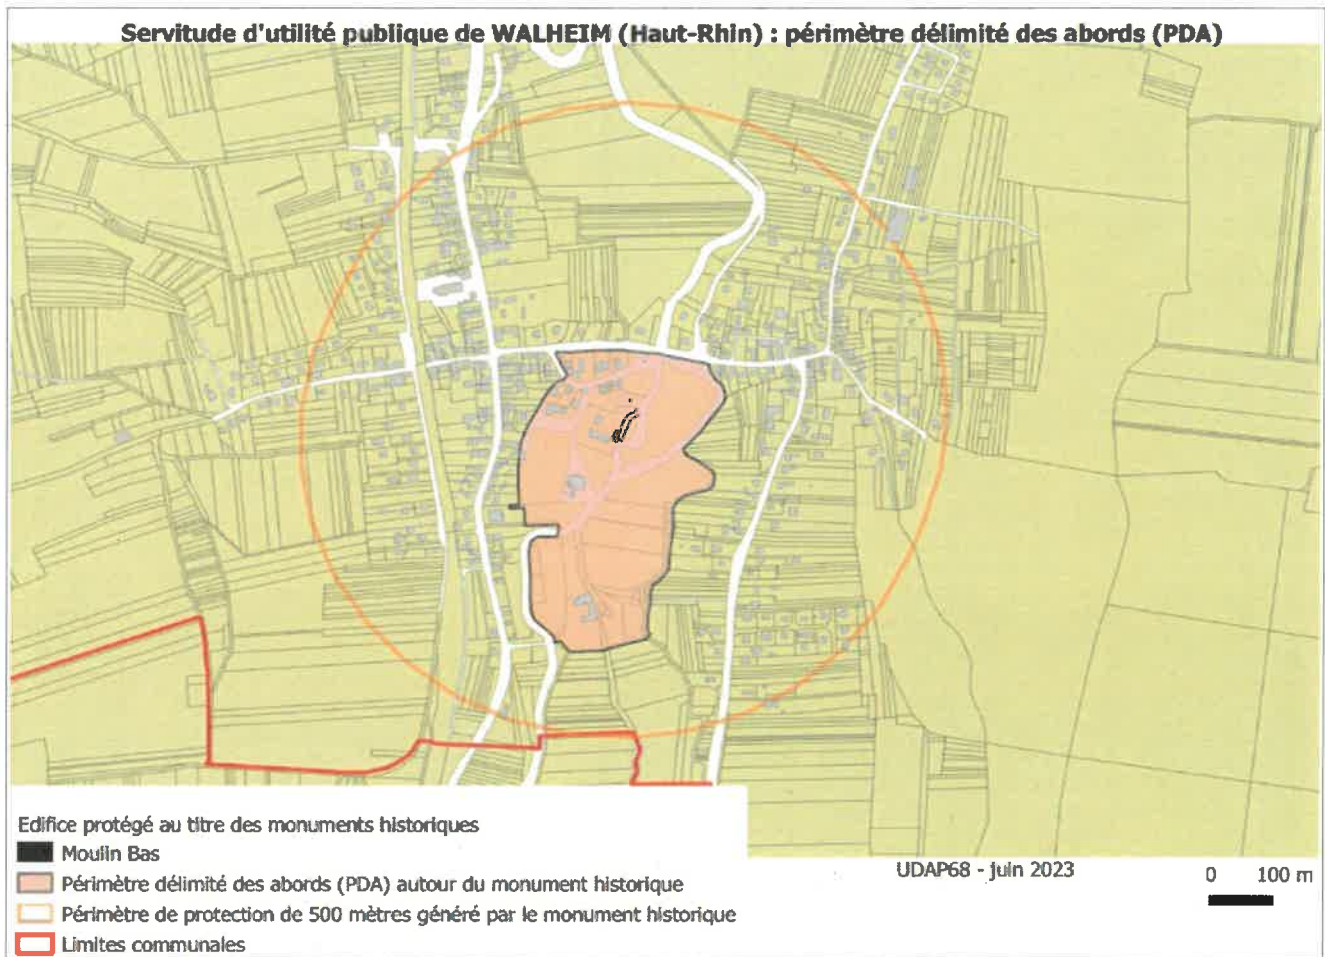 Servitude d'utilité publique de WALHEIM (Haut-Rhin) : périmètre délimité des abords (PDA)
Edifice protégé au titre des monuments historiques
Moulin Bas
Périmètre délimité des abords (PDA) autour du monument historique
Périmètre de protection de 500 mètres généré par le monument historique
Limites communales
UDAP68 - juin 2023
0 100 m